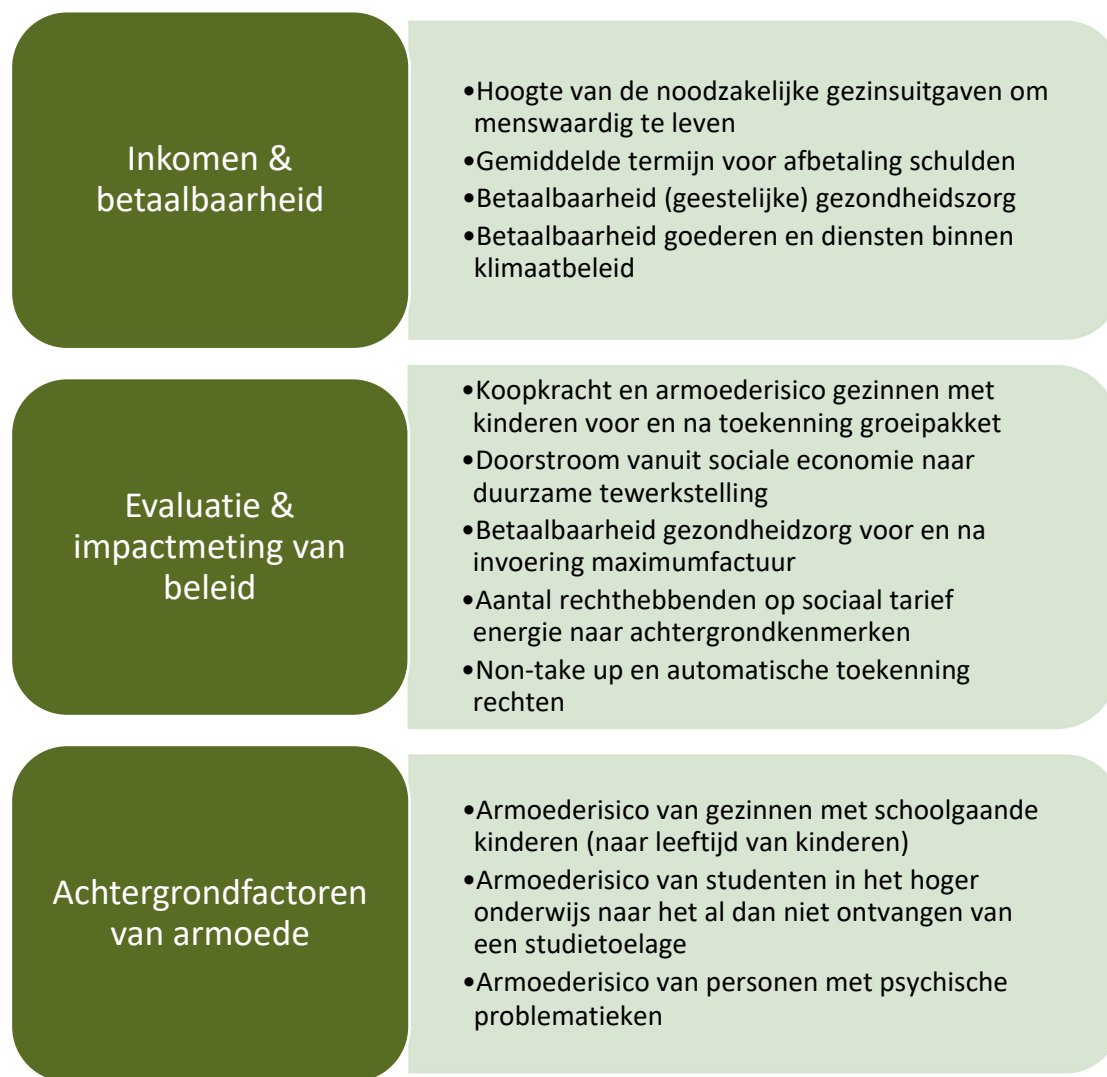 Inkomen &
betaalbaarheid
•Hoogte van de noodzakelijke gezinsuitgaven om
menswaardig te leven
•Gemiddelde termijn voor afbetaling schulden
•Betaalbaarheid (geestelijke) gezondheidszorg
•Betaalbaarheid goederen en diensten binnen
klimaatbeleid
Evaluatie &
impactmeting van
beleid
•Koopkracht en armoederisico gezinnen met
kinderen voor en na toekenning groeipakket
•Doorstroom vanuit sociale economie naar
duurzame tewerkstelling
•Betaalbaarheid gezondheidzorg voor en na
invoering maximumfactuur
•Aantal rechthebbenden op sociaal tarief
energie naar achtergrondkenmerken
•Non-take up en automatische toekenning
rechten
Achtergrondfactoren
van armoede
•Armoederisico van gezinnen met schoolgaande
kinderen (naar leeftijd van kinderen)
•Armoederisico van studenten in het hoger
onderwijs naar het al dan niet ontvangen van
een studietoelage
•Armoederisico van personen met psychische
problematieken